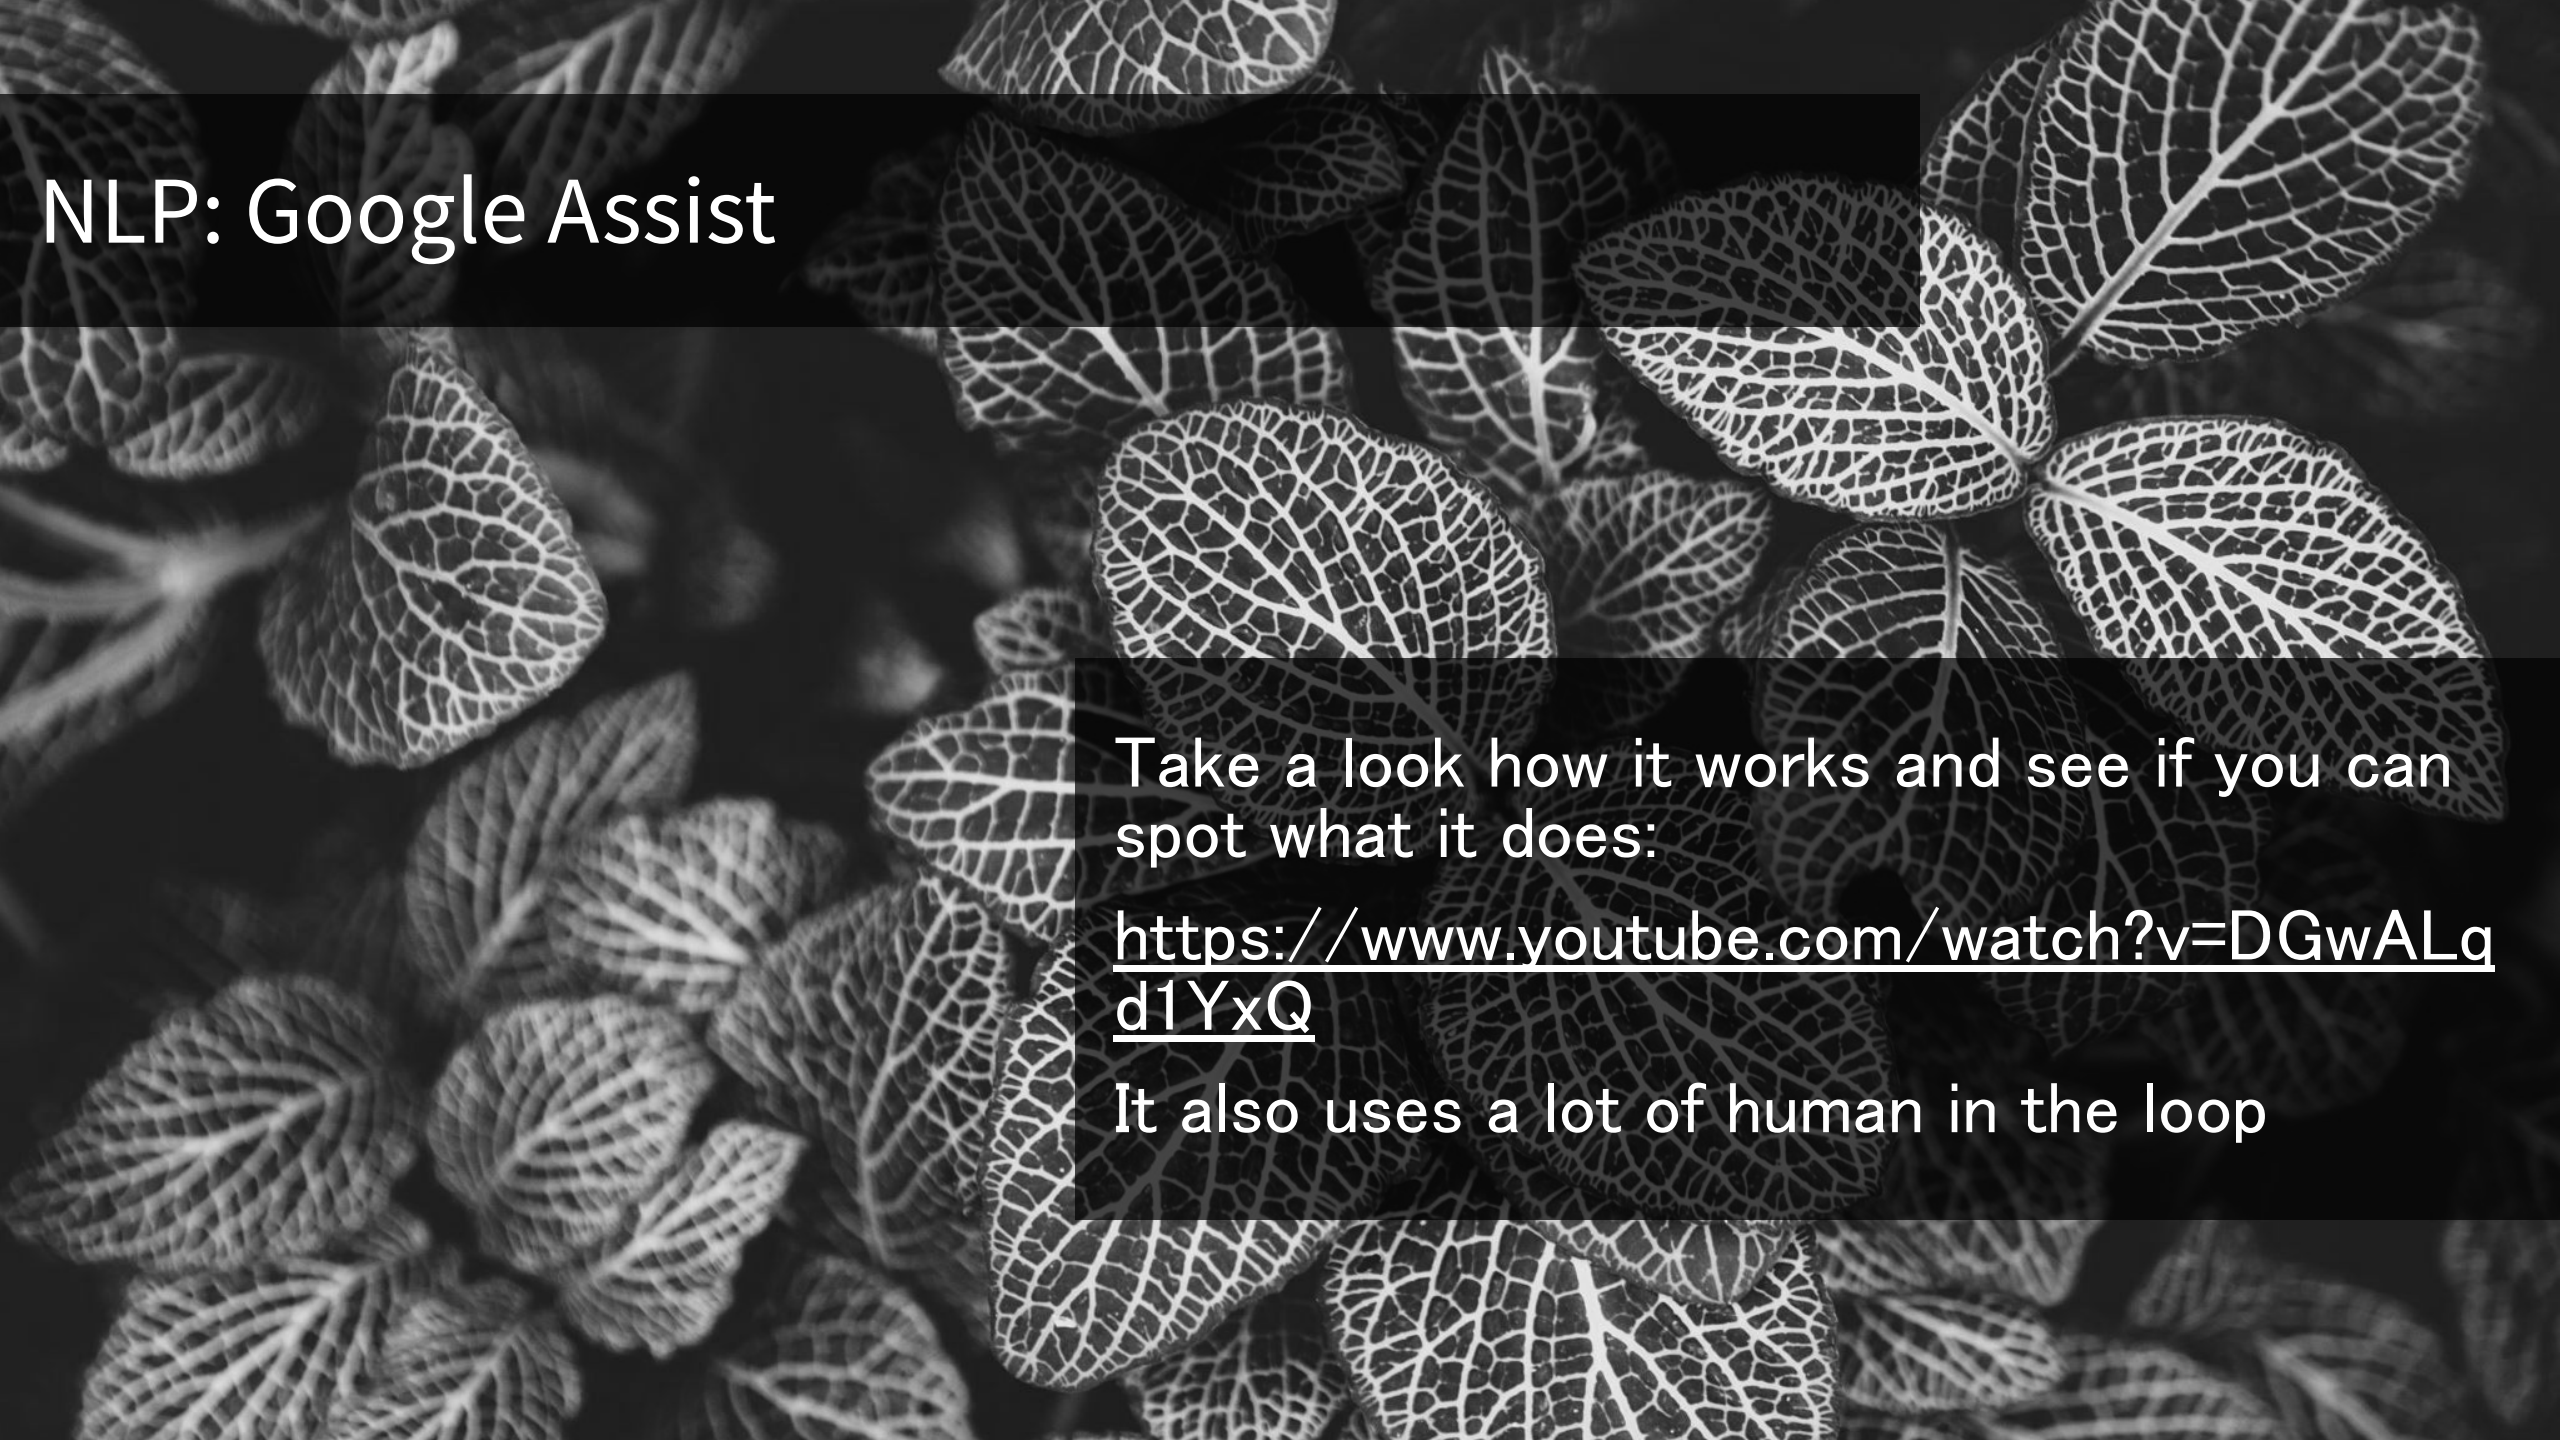 NLP: Google Assist
Take a look how it works and see if you can
spot what it does:
https://www.youtube.com/watch?v=DGwALq
d1YxQ
It also uses a lot of human in the loop